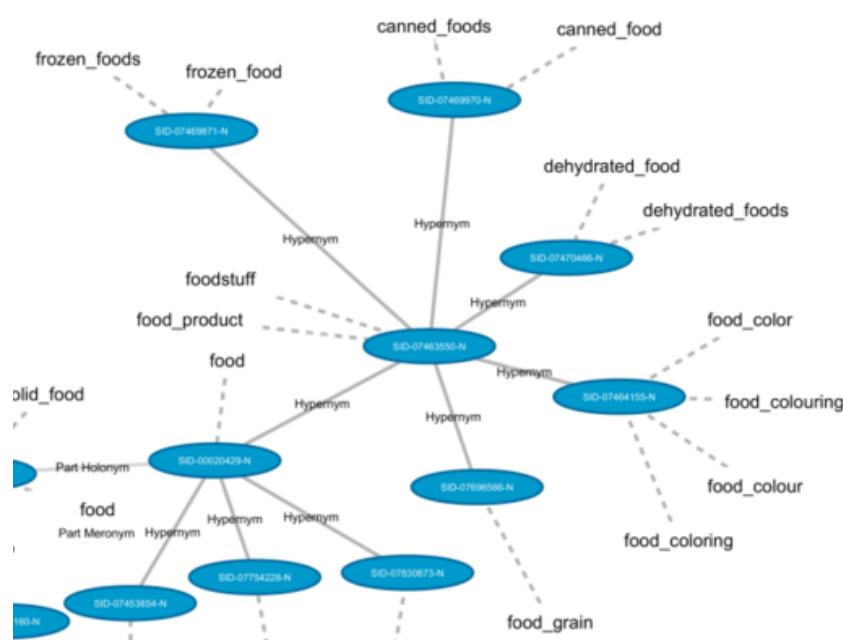 canned_foods
canned_food
frozen_foods
frozen_food
SID-07469970-N
SID-07469871-N
dehydrated_food
dehydrated_foods
Hypernym
Hypernym
SID-07470466-N
foodstuff
Hypernym
food_product
food_color
SID-07463550-N
food
Hypernym
olid_food
SID-07464155-N
food_colouring
Hypernym
Hypernym
SID-00020429-N
Part Holonym
SID-07696566-N
food_colour
food
Hypernym
Hypernym
Part Meronym
Hypernym
food_coloring
SID-07754228-N
SID-07830873-N
SID-07453854-N
160-N
food_grain